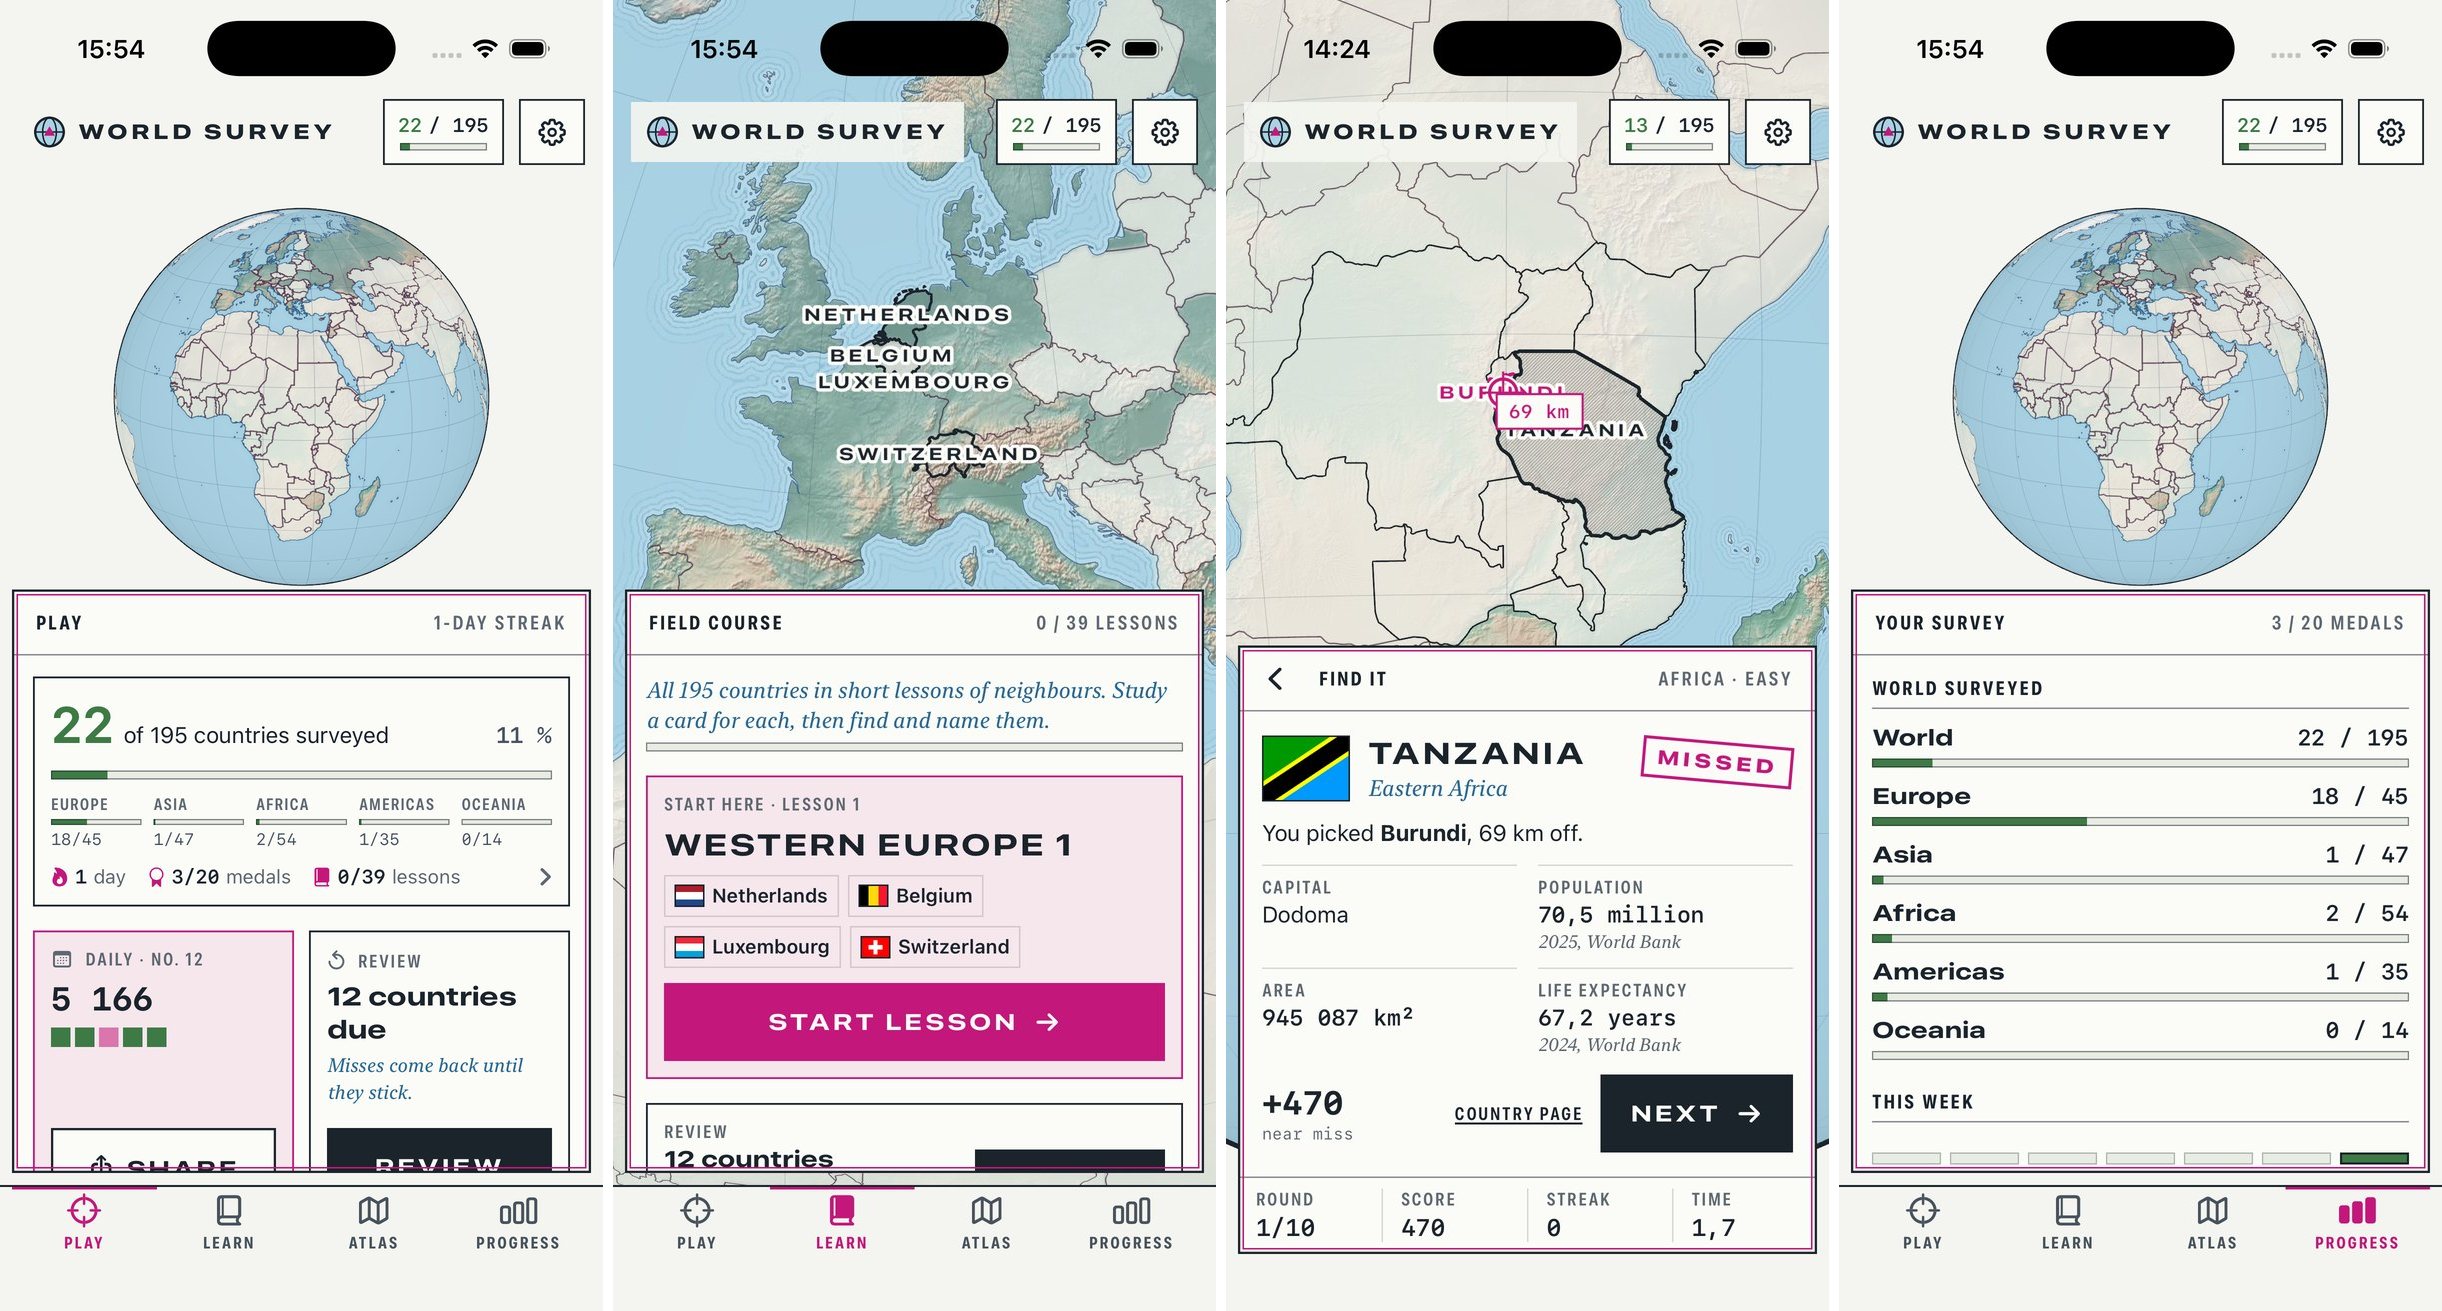 15:54
WORLD SURVEY
22 / 195
PLAY
1-DAY STREAK
22 of 195 countries surveyed
11 %
EUROPE
ASIA
AFRICA
AMERICAS
OCEANIA
18/45
1/47
2/54
1/35
0/14
1 day
3/20 medals
0/39 lessons
DAILY · NO. 12
5 166
SHARE
REVIEW
12 countries
due
Misses come back until
they stick.
REVIEW
PLAY
LEARN
ATLAS
PROGRESS
15:54
WORLD SURVEY
22 / 195
NETHERLANDS
BELGIUM
LUXEMBOURG
SWITZERLAND
FIELD COURSE
0 / 39 LESSONS
All 195 countries in short lessons of neighbours. Study
a card for each, then find and name them.
START HERE · LESSON 1
WESTERN EUROPE 1
Netherlands
Belgium
Luxembourg
Switzerland
START LESSON
REVIEW
12 countries
PLAY
LEARN
ATLAS
PROGRESS
14:24
WORLD SURVEY
13 / 195
BURUNDI
69 km
TANZANIA
FIND IT
AFRICA · EASY
TANZANIA
Eastern Africa
MISSED
You picked Burundi, 69 km off.
CAPITAL
Dodoma
POPULATION
70,5 million
2025, World Bank
AREA
945 087 km²
LIFE EXPECTANCY
67,2 years
2024, World Bank
+470
near miss
COUNTRY PAGE
NEXT
ROUND
1/10
SCORE
470
STREAK
0
TIME
1,7
15:54
WORLD SURVEY
22 / 195
YOUR SURVEY
3 / 20 MEDALS
WORLD SURVEYED
World
22 / 195
Europe
18 / 45
Asia
1 / 47
Africa
2 / 54
Americas
1 / 35
Oceania
0 / 14
THIS WEEK
PLAY
LEARN
ATLAS
PROGRESS